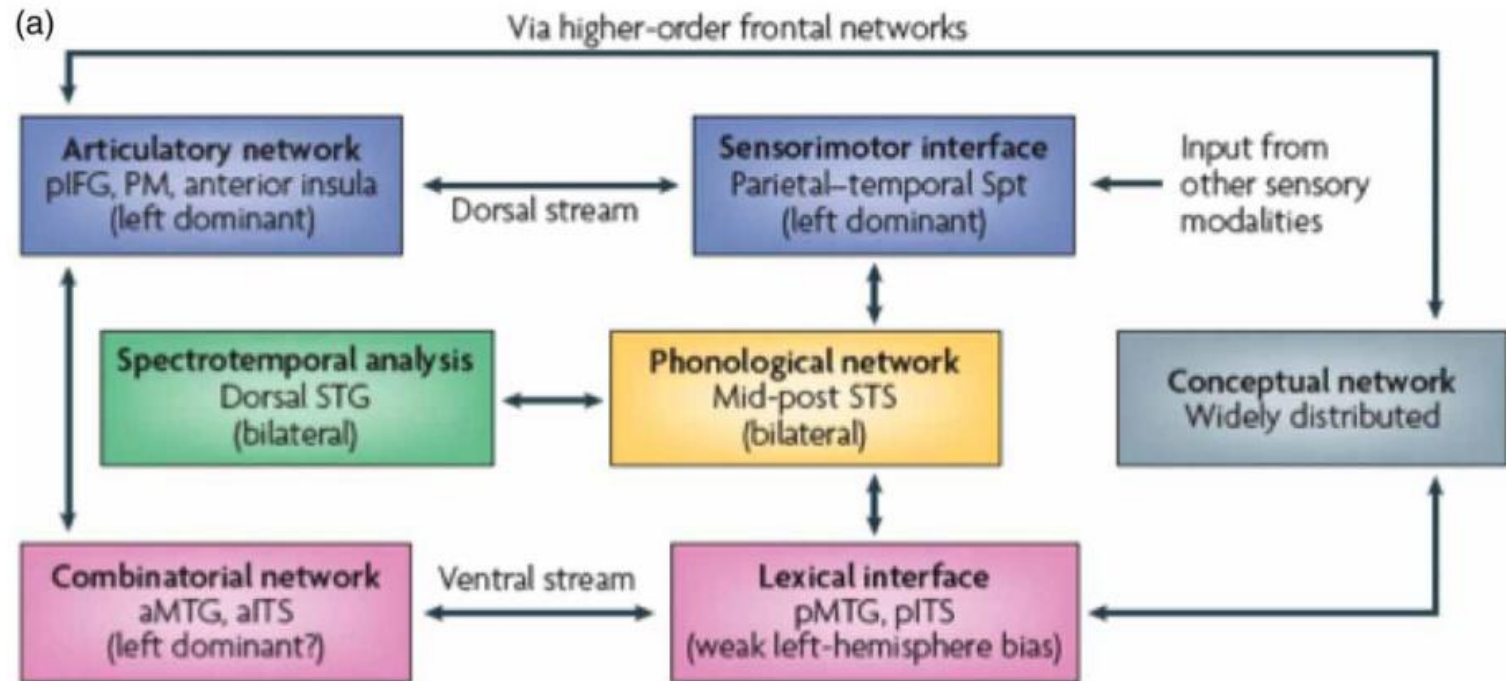 (a)
Via higher-order frontal networks
Articulatory network
pIFG, PM, anterior insula
(left dominant)
Dorsal stream
Sensorimotor interface
Parietal–temporal Spt
(left dominant)
Input from
other sensory
modalities
Spectrotemporal analysis
Dorsal STG
(bilateral)
Phonological network
Mid-post STS
(bilateral)
Conceptual network
Widely distributed
Combinatorial network
aMTG, aITS
(left dominant?)
Ventral stream
Lexical interface
pMTG, pITS
(weak left-hemisphere bias)